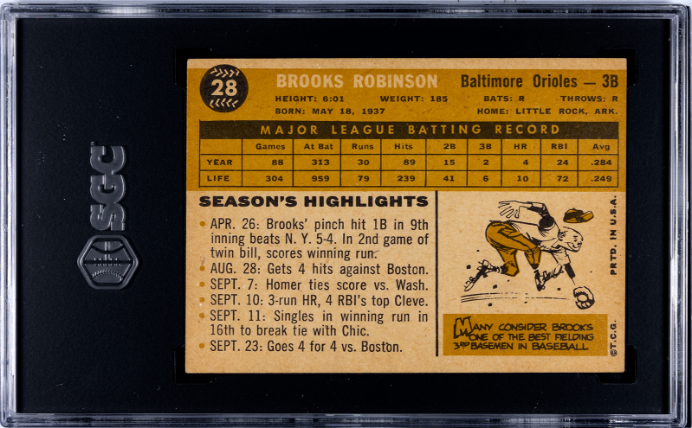 SGC
28
BROOKS ROBINSON Baltimore Orioles — 3B
HEIGHT: 6:01 WEIGHT: 185 BATS: R THROWS: R
BORN: MAY 18, 1937 HOME: LITTLE ROCK, ARK.
MAJOR LEAGUE BATTING RECORD
Games At Bat Runs Hits 2B 3B HR RBI Avg
YEAR 88 313 30 89 15 2 4 24 .284
LIFE 304 959 79 239 41 6 10 72 .249
SEASON'S HIGHLIGHTS
• APR. 26: Brooks' pinch hit 1B in 9th
inning beats N. Y. 5-4. In 2nd game of
twin bill, scores winning run.
• AUG. 28: Gets 4 hits against Boston.
• SEPT. 7: Homer ties score vs. Wash.
• SEPT. 10: 3-run HR, 4 RBI's top Cleve.
• SEPT. 11: Singles in winning run in
16th to break tie with Chic.
• SEPT. 23: Goes 4 for 4 vs. Boston.
MANY CONSIDER BROOKS
ONE OF THE BEST FIELDING
3RD BASEMEN IN BASEBALL
©T.C.G. PRTD. IN U.S.A.